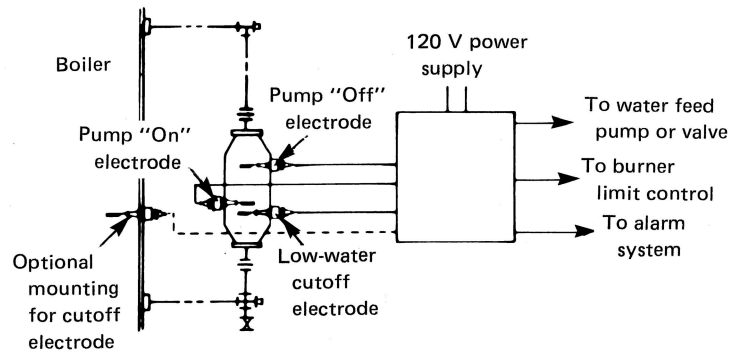 120 V power
supply
Boiler
Pump "Off"
electrode
Pump "On"
electrode
To water feed
pump or valve
To burner
limit control
To alarm
system
Optional
mounting
for cutoff
electrode
Low-water
cutoff
electrode